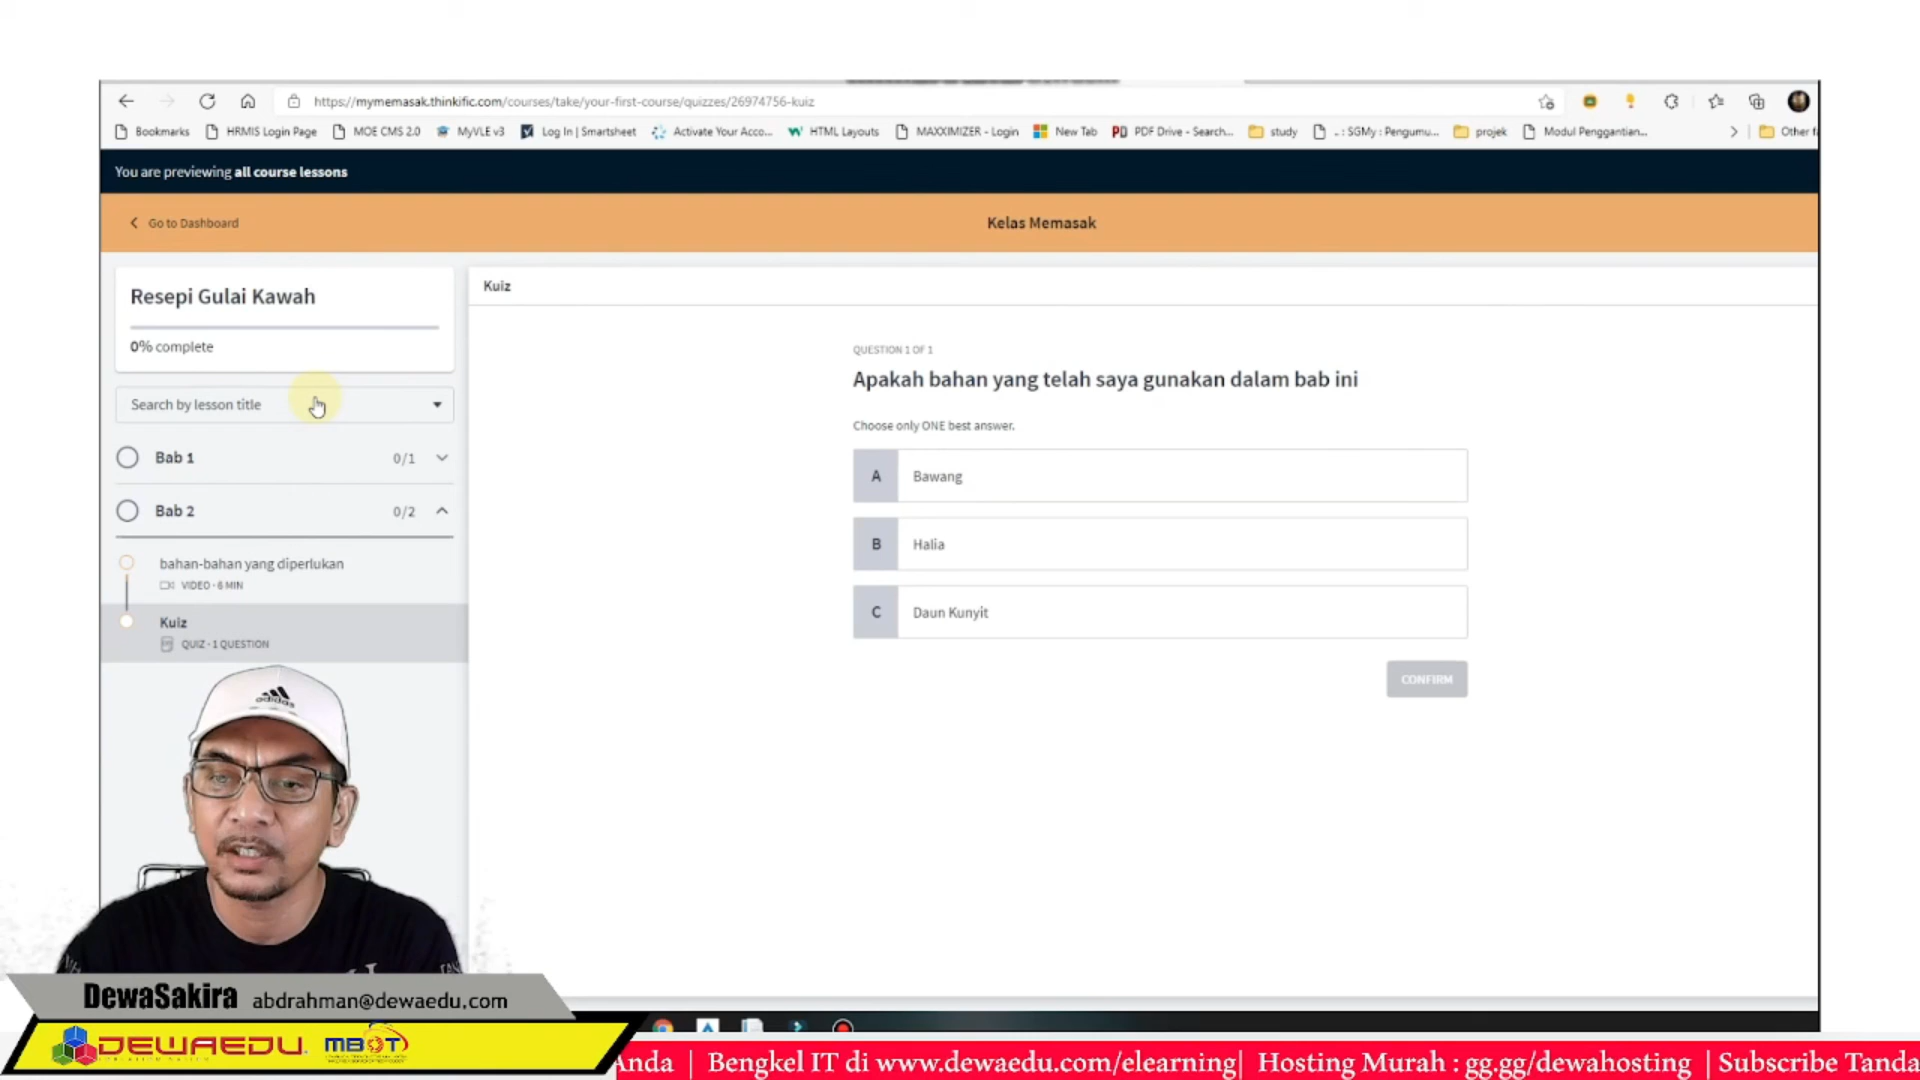 https://mymemasak.thinkific.com/courses/take/your-first-course/quizzes/26974756-kuiz
Bookmarks HRMIS Login Page MOE CMS 2.0 MyVLE v3 Log In | Smartsheet Activate Your Acco... HTML Layouts MAXXIMIZER - Login New Tab PDF Drive - Search... study ..: SGMy : Pengumu... projek Modul Penggantian... Other f
You are previewing all course lessons
Go to Dashboard
Kelas Memasak
Resepi Gulai Kawah
0% complete
Search by lesson title
Bab 1 0/1
Bab 2 0/2
bahan-bahan yang diperlukan
VIDEO · 6 MIN
Kuiz
QUIZ · 1 QUESTION
Kuiz
QUESTION 1 OF 1
Apakah bahan yang telah saya gunakan dalam bab ini
Choose only ONE best answer.
A Bawang
B Halia
C Daun Kunyit
CONFIRM
adidas
DewaSakira abdrahman@dewaedu.com
DEWAEDU. MBOT
Anda | Bengkel IT di www.dewaedu.com/elearning| Hosting Murah : gg.gg/dewahosting | Subscribe Tanda